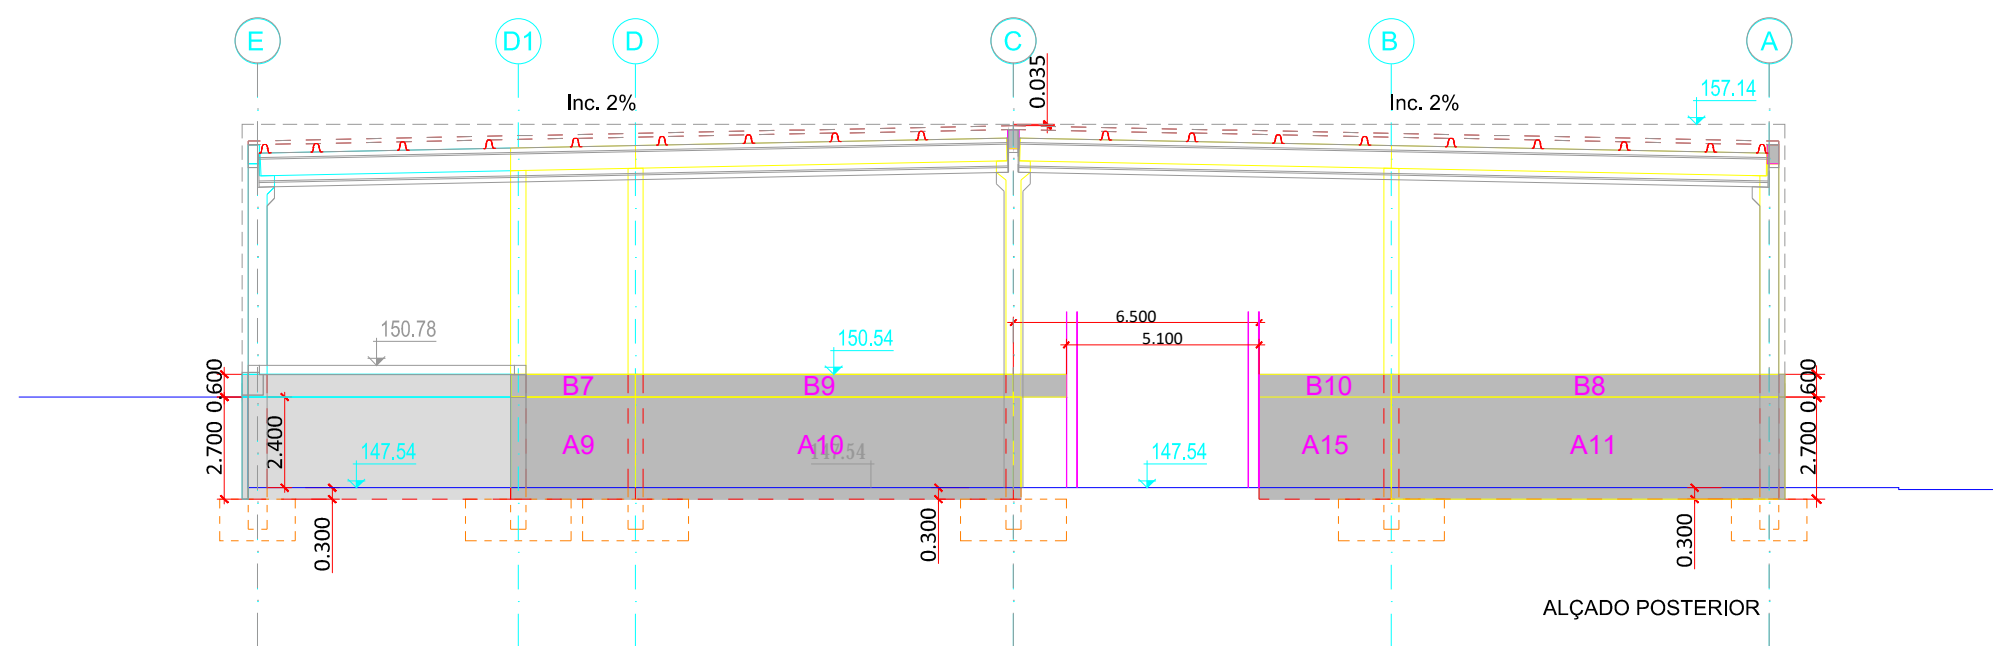 E
D1
D
C
B
A
0.035
Inc. 2%
Inc. 2%
157.14
150.78
150.54
6.500
5.100
0.600
B7
B9
B10
B8
0.600
2.700
2.400
147.54
A9
A10
147.54
147.54
A15
A11
2.700
0.300
0.300
0.300
ALÇADO POSTERIOR